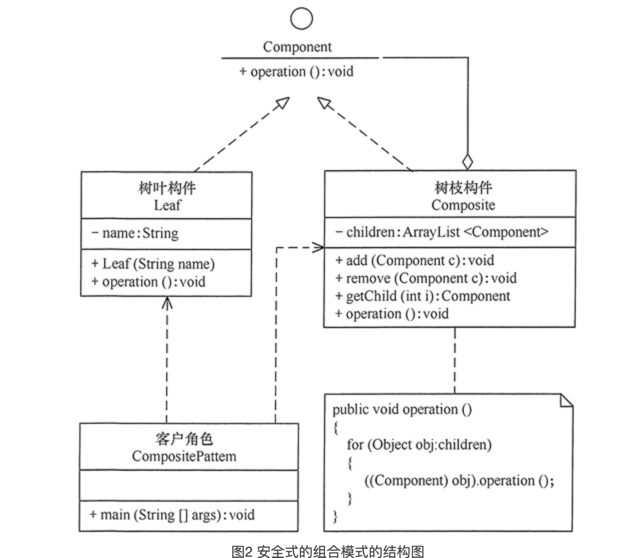 Component
+ operation ():void
树叶构件
Leaf
- name:String
+ Leaf (String name)
+ operation ():void
树枝构件
Composite
- children:ArrayList <Component>
+ add (Component c):void
+ remove (Component c):void
+ getChild (int i):Component
+ operation ():void
客户角色
CompositePattem
+ main (String [] args):void
public void operation ()
{
for (Object obj:children)
{
((Component) obj).operation ();
}
}
图2 安全式的组合模式的结构图